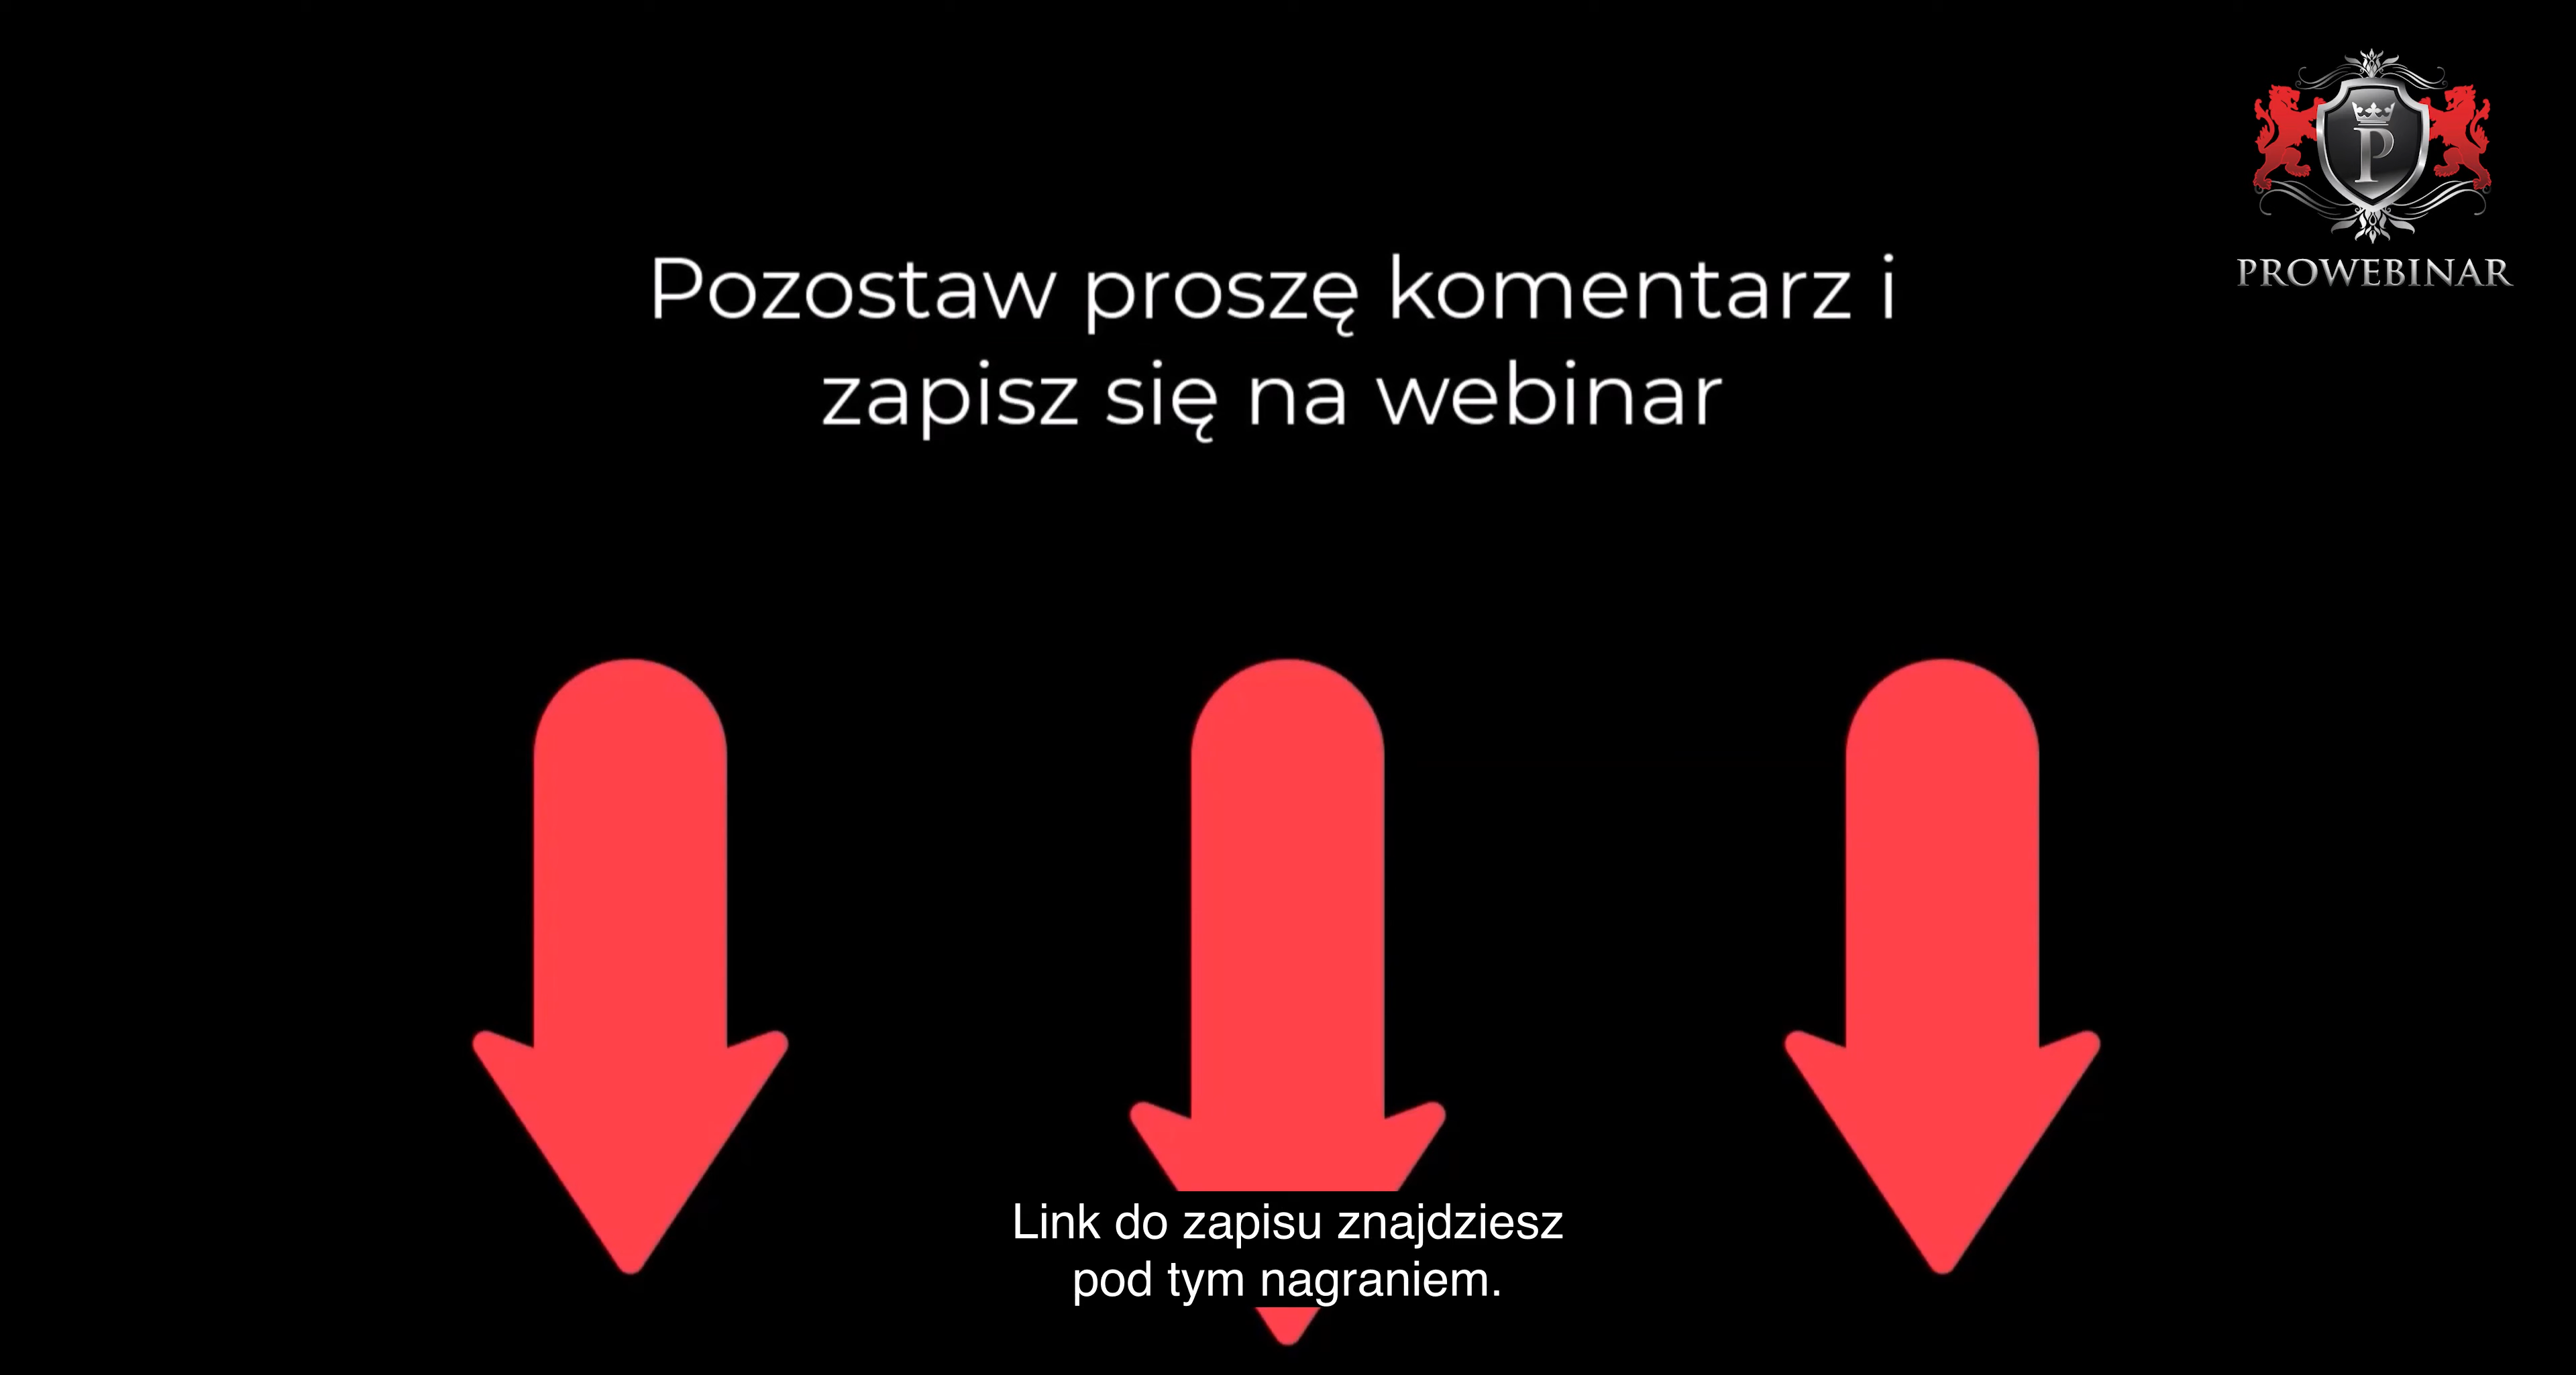 P
PROWEBINAR
Pozostaw proszę komentarz i
zapisz się na webinar
Link do zapisu znajdziesz
pod tym nagraniem.